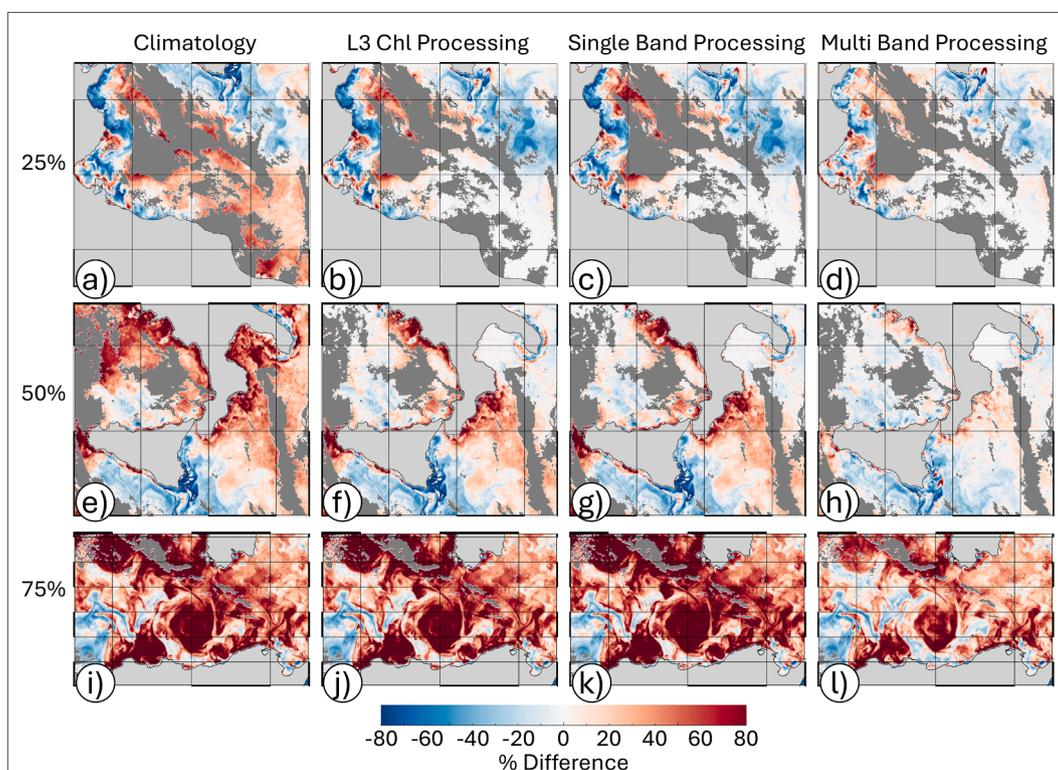 Climatology L3 Chl Processing Single Band Processing Multi Band Processing
25%
a) b) c) d)
50%
e) f) g) h)
75%
i) j) k) l)
-80 -60 -40 -20 0 20 40 60 80
% Difference